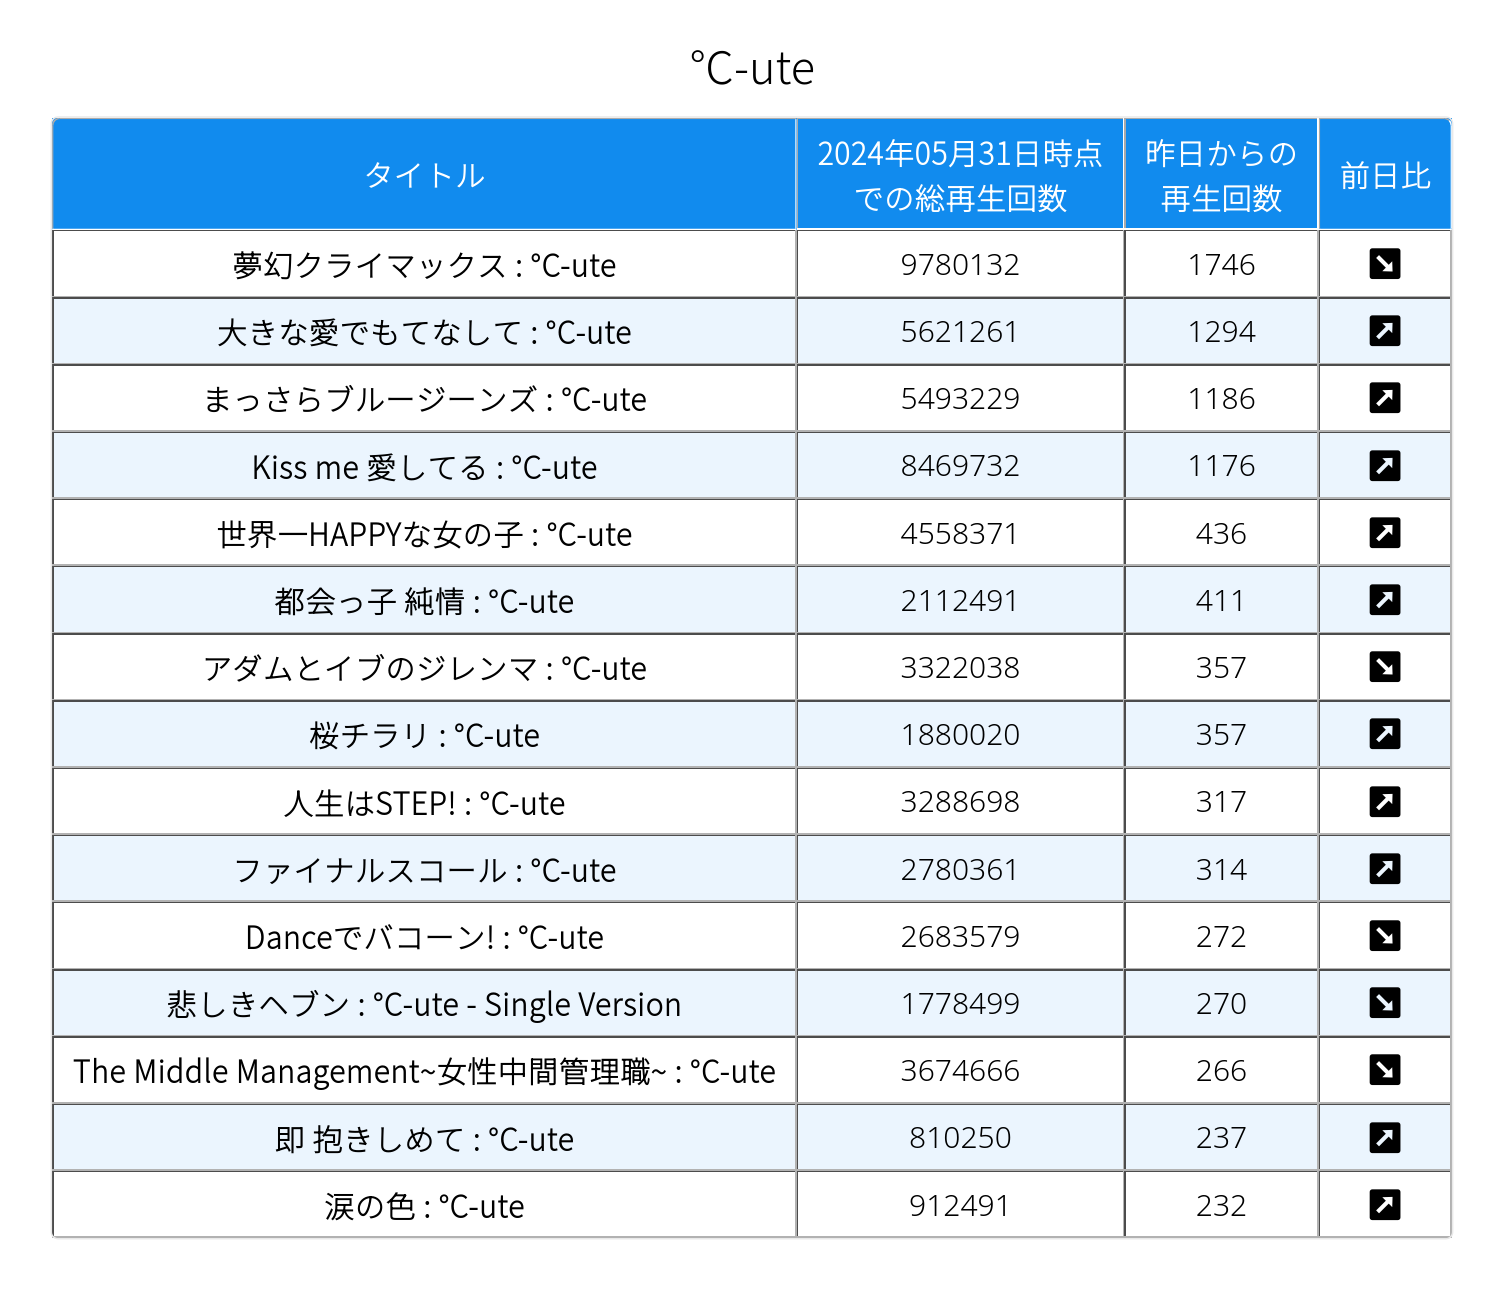 ℃-ute
タイトル
2024年05月31日時点
での総再生回数
昨日からの
再生回数
前日比
夢幻クライマックス : ℃-ute 9780132 1746 ↘
大きな愛でもてなして : ℃-ute 5621261 1294 ↗
まっさらブルージーンズ : ℃-ute 5493229 1186 ↗
Kiss me 愛してる : ℃-ute 8469732 1176 ↗
世界一HAPPYな女の子 : ℃-ute 4558371 436 ↗
都会っ子 純情 : ℃-ute 2112491 411 ↗
アダムとイブのジレンマ : ℃-ute 3322038 357 ↘
桜チラリ : ℃-ute 1880020 357 ↗
人生はSTEP! : ℃-ute 3288698 317 ↗
ファイナルスコール : ℃-ute 2780361 314 ↗
Danceでバコーン! : ℃-ute 2683579 272 ↘
悲しきヘブン : ℃-ute - Single Version 1778499 270 ↘
The Middle Management~女性中間管理職~ : ℃-ute 3674666 266 ↘
即 抱きしめて : ℃-ute 810250 237 ↗
涙の色 : ℃-ute 912491 232 ↗